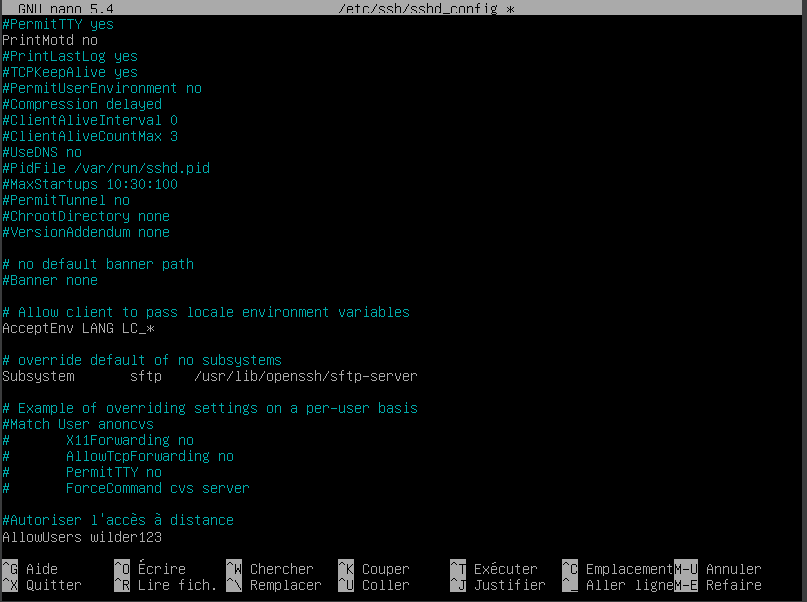 GNU nano 5.4 /etc/ssh/sshd_config *
#PermitTTY yes
PrintMotd no
#PrintLastLog yes
#TCPKeepAlive yes
#PermitUserEnvironment no
#Compression delayed
#ClientAliveInterval 0
#ClientAliveCountMax 3
#UseDNS no
#PidFile /var/run/sshd.pid
#MaxStartups 10:30:100
#PermitTunnel no
#ChrootDirectory none
#VersionAddendum none
# no default banner path
#Banner none
# Allow client to pass locale environment variables
AcceptEnv LANG LC_*
# override default of no subsystems
Subsystem sftp /usr/lib/openssh/sftp-server
# Example of overriding settings on a per-user basis
#Match User anoncvs
# X11Forwarding no
# AllowTcpForwarding no
# PermitTTY no
# ForceCommand cvs server
#Autoriser l'accès à distance
AllowUsers wilder123
^G Aide ^O Écrire ^W Chercher ^K Couper ^T Exécuter ^C Emplacement M-U Annuler
^X Quitter ^R Lire fich. ^\ Remplacer ^U Coller ^J Justifier ^_ Aller ligne M-E Refaire